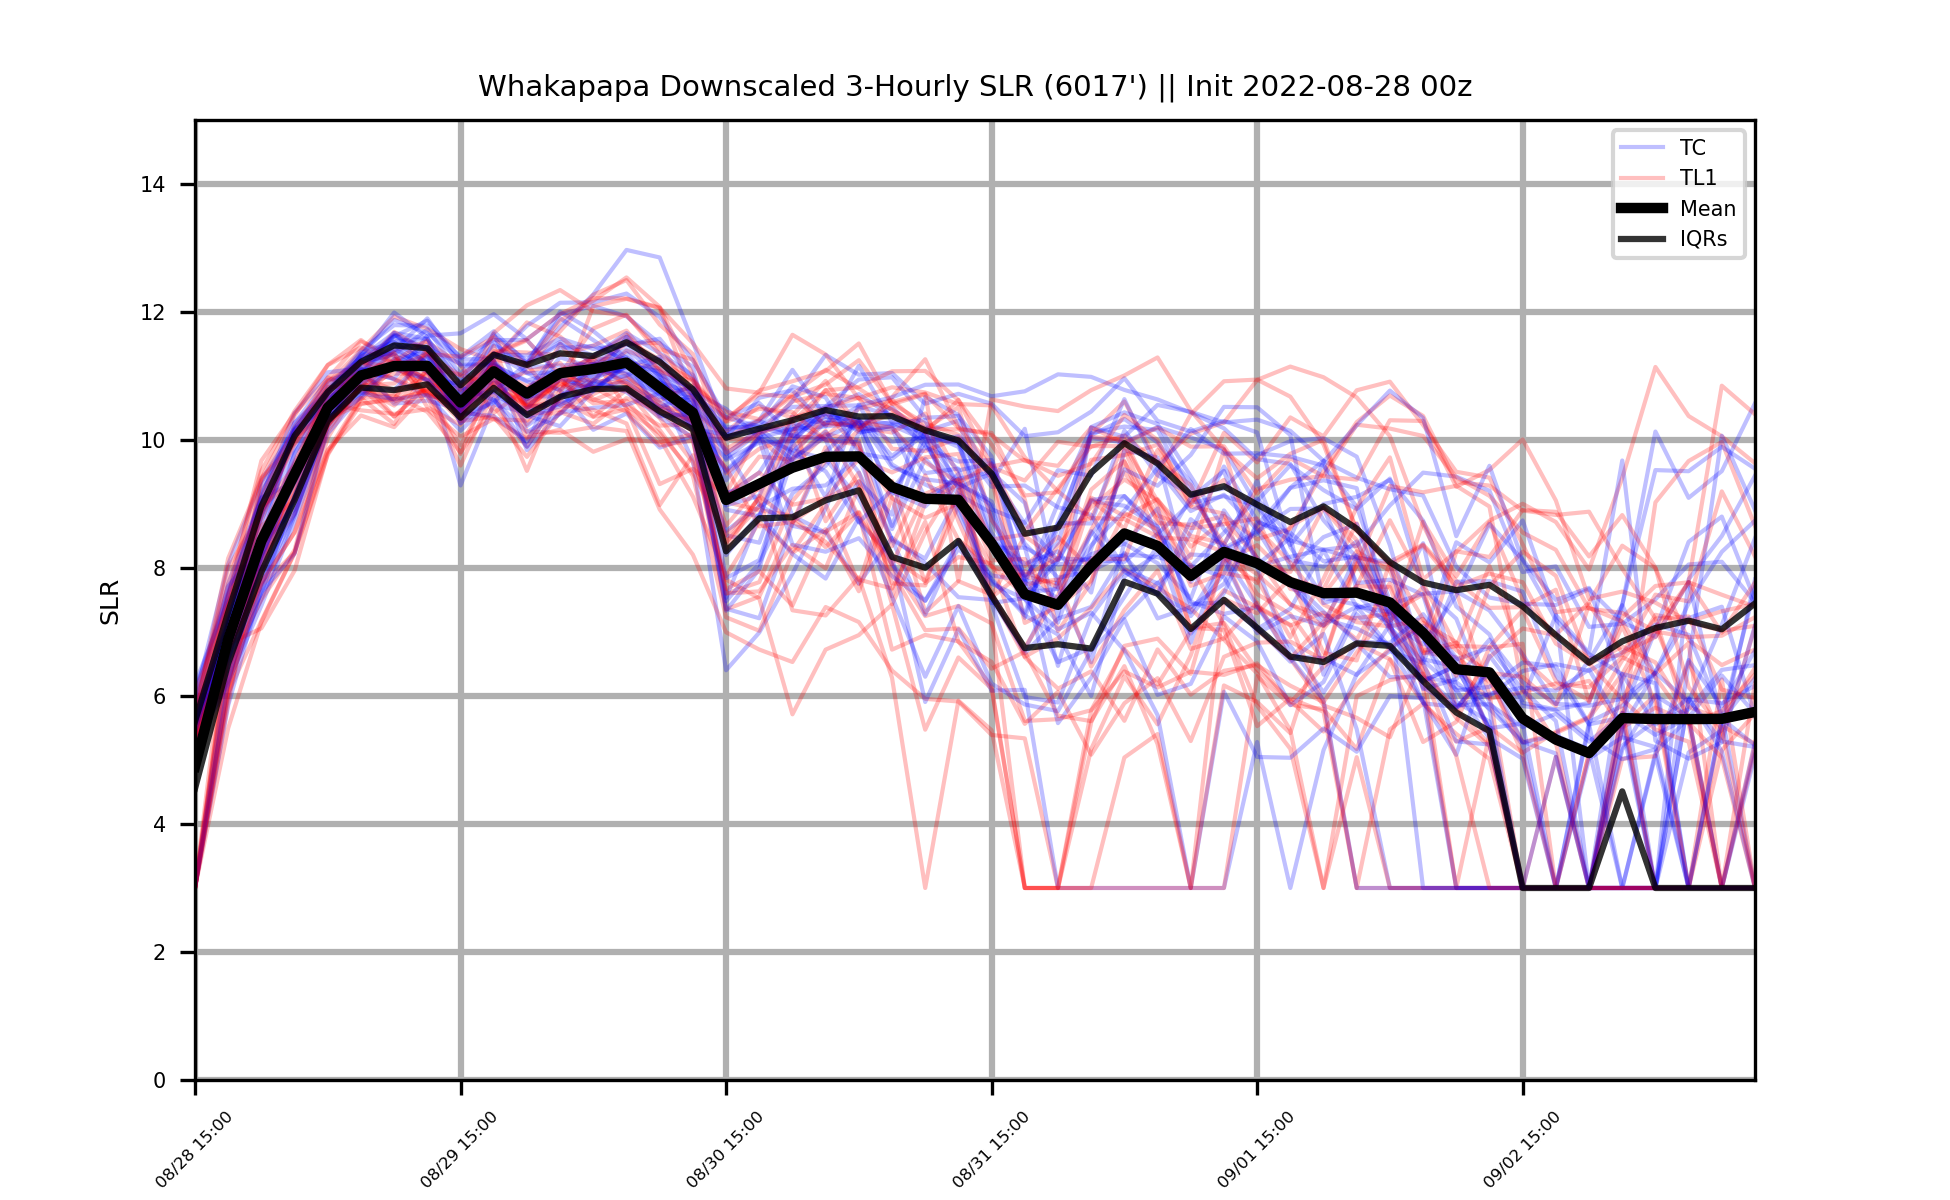 Whakapapa Downscaled 3-Hourly SLR (6017') || Init 2022-08-28 00z
TC
TL1
Mean
IQRs
14
12
10
8
6
4
2
0
SLR
08/28 15:00
08/29 15:00
08/30 15:00
08/31 15:00
09/01 15:00
09/02 15:00